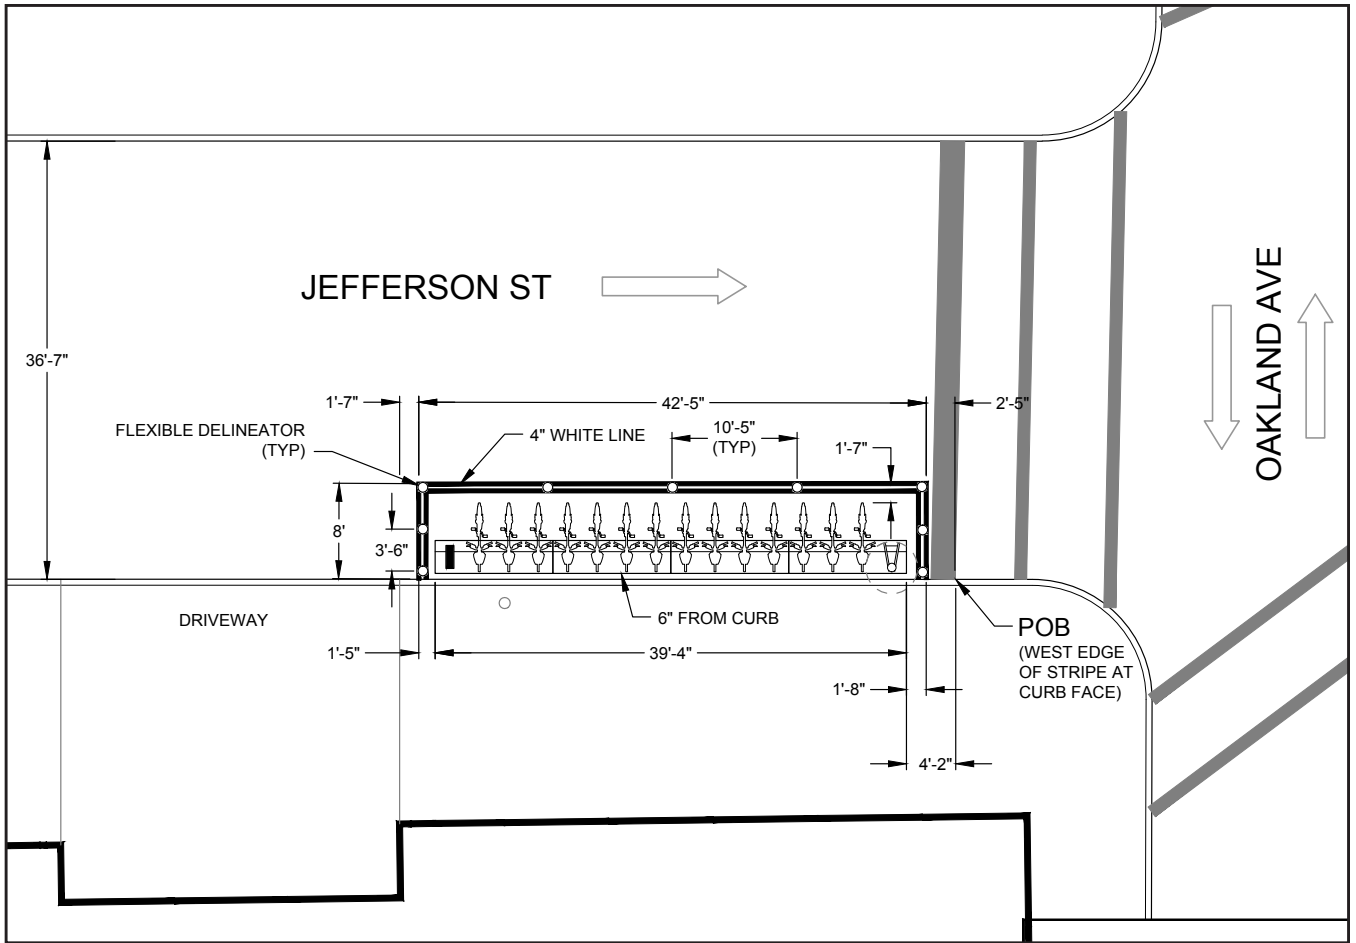 JEFFERSON ST
OAKLAND AVE
36'-7"
1'-7"
42'-5"
2'-5"
FLEXIBLE DELINEATOR
(TYP)
4" WHITE LINE
10'-5"
(TYP)
1'-7"
8'
3'-6"
DRIVEWAY
6" FROM CURB
POB
(WEST EDGE
OF STRIPE AT
CURB FACE)
1'-5"
39'-4"
1'-8"
4'-2"